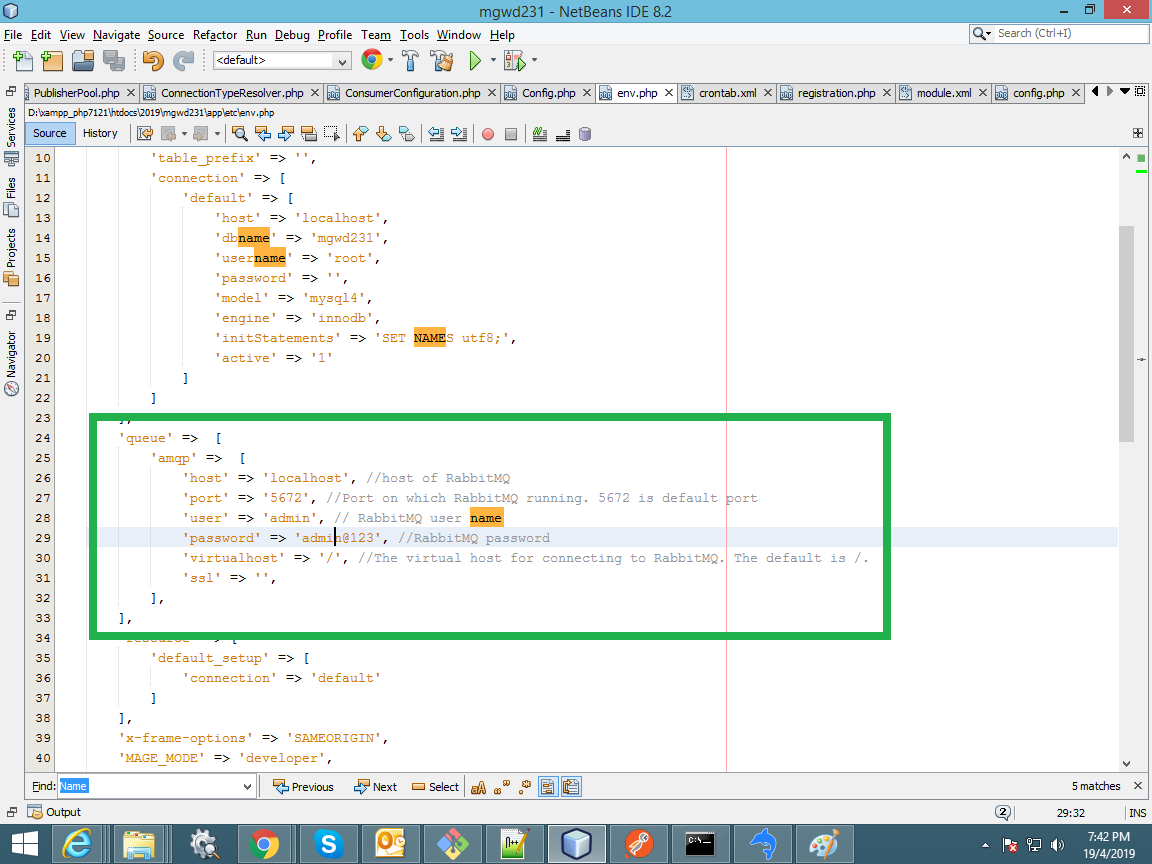 mgwd231 - NetBeans IDE 8.2
File Edit View Navigate Source Refactor Run Debug Profile Team Tools Window Help
Search (Ctrl+I)
<default>
PublisherPool.php ConnectionTypeResolver.php ConsumerConfiguration.php Config.php env.php crontab.xml registration.php module.xml config.php
D:\xampp_php7121\htdocs\2019\mgwd231\app\etc\env.php
Source History
Services
Files
Projects
Navigator
10 'table_prefix' => '',
11 'connection' => [
12 'default' => [
13 'host' => 'localhost',
14 'dbname' => 'mgwd231',
15 'username' => 'root',
16 'password' => '',
17 'model' => 'mysql4',
18 'engine' => 'innodb',
19 'initStatements' => 'SET NAMES utf8;',
20 'active' => '1'
21 ]
22 ]
23 ],
24 'queue' => [
25 'amqp' => [
26 'host' => 'localhost', //host of RabbitMQ
27 'port' => '5672', //Port on which RabbitMQ running. 5672 is default port
28 'user' => 'admin', // RabbitMQ user name
29 'password' => 'admin@123', //RabbitMQ password
30 'virtualhost' => '/', //The virtual host for connecting to RabbitMQ. The default is /.
31 'ssl' => '',
32 ],
33 ],
34 'resource' => [
35 'default_setup' => [
36 'connection' => 'default'
37 ]
38 ],
39 'x-frame-options' => 'SAMEORIGIN',
40 'MAGE_MODE' => 'developer',
Find: Name Previous Next Select 5 matches
Output 2 29:32 INS
7:42 PM
19/4/2019